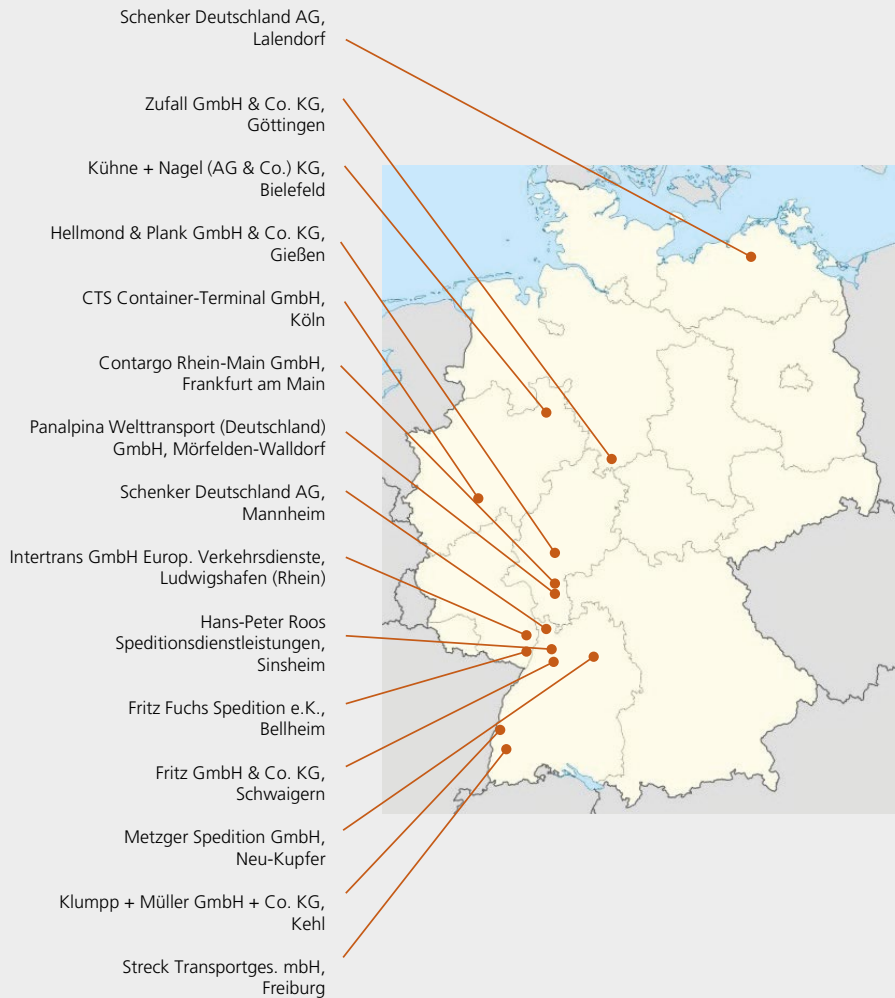 Schenker Deutschland AG,
Lalendorf
Zufall GmbH & Co. KG,
Göttingen
Kühne + Nagel (AG & Co.) KG,
Bielefeld
Hellmond & Plank GmbH & Co. KG,
Gießen
CTS Container-Terminal GmbH,
Köln
Contargo Rhein-Main GmbH,
Frankfurt am Main
Panalpina Welttransport (Deutschland)
GmbH, Mörfelden-Walldorf
Schenker Deutschland AG,
Mannheim
Intertrans GmbH Europ. Verkehrsdienste,
Ludwigshafen (Rhein)
Hans-Peter Roos
Speditionsdienstleistungen,
Sinsheim
Fritz Fuchs Spedition e.K.,
Bellheim
Fritz GmbH & Co. KG,
Schwaigern
Metzger Spedition GmbH,
Neu-Kupfer
Klumpp + Müller GmbH + Co. KG,
Kehl
Streck Transportges. mbH,
Freiburg